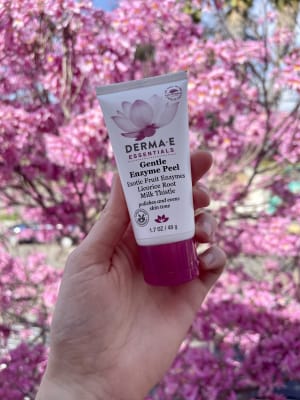 DERMA·E
ESSENTIALS
Gentle
Enzyme Peel
Exotic Fruit Enzymes
Licorice Root
Milk Thistle
polishes and evens
skin tone
1.7 OZ / 48 g